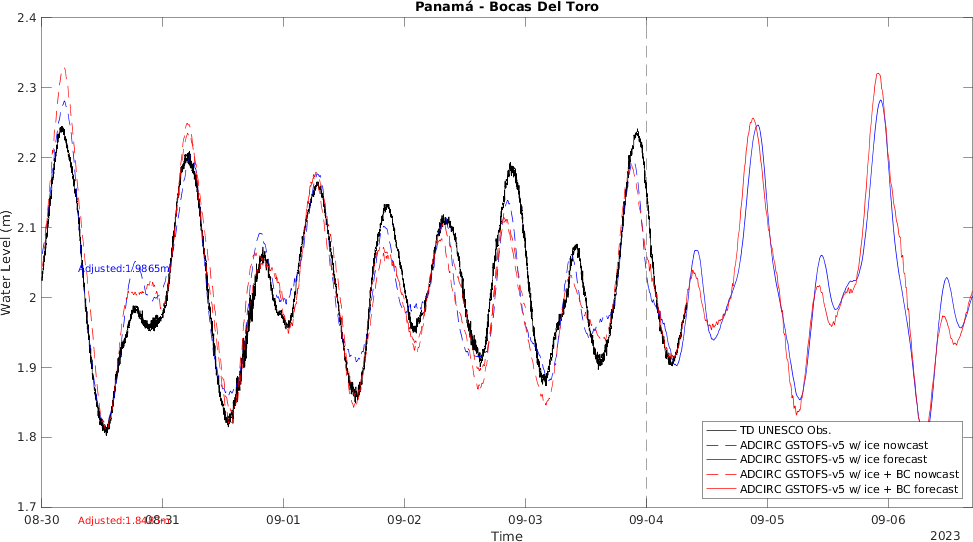 Panamá - Bocas Del Toro
Water Level (m)
2.4
2.3
2.2
2.1
2
1.9
1.8
1.7
Adjusted:1.9865m
TD UNESCO Obs.
ADCIRC GSTOFS-v5 w/ ice nowcast
ADCIRC GSTOFS-v5 w/ ice forecast
ADCIRC GSTOFS-v5 w/ ice + BC nowcast
ADCIRC GSTOFS-v5 w/ ice + BC forecast
08-30
08-31
09-01
09-02
09-03
09-04
09-05
09-06
Time
2023